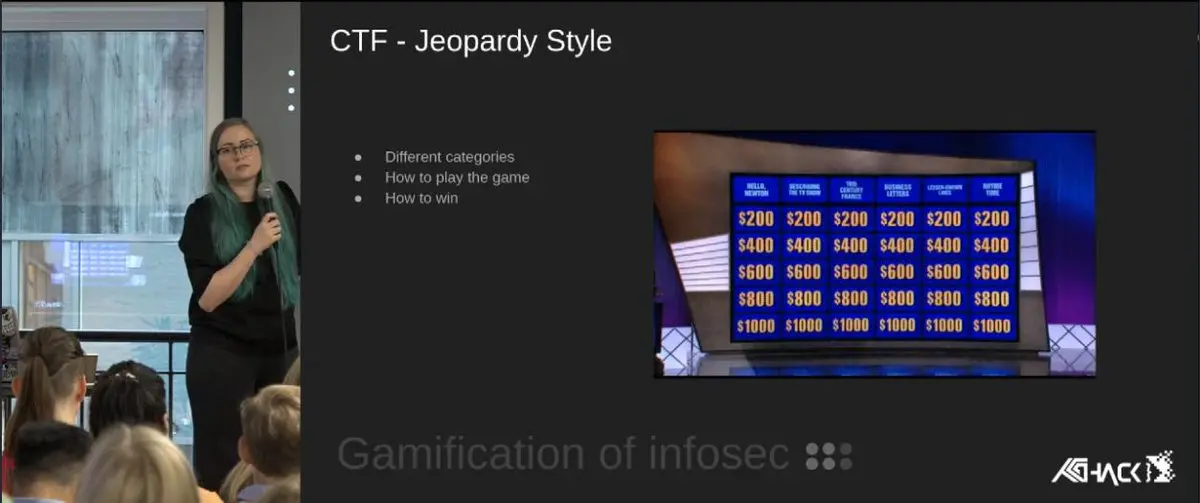 CTF - Jeopardy Style
Different categories
How to play the game
How to win
HELLO, NEWTON
DESCRIBING THE TV SHOW
THIS CENTURY FRANCE
BUSINESS LETTERS
LESSER-KNOWN LINES
RHYME TIME
$200 $200 $200 $200 $200 $200
$400 $400 $400 $400 $400 $400
$600 $600 $600 $600 $600 $600
$800 $800 $800 $800 $800 $800
$1000 $1000 $1000 $1000 $1000 $1000
Gamification of infosec
HACK